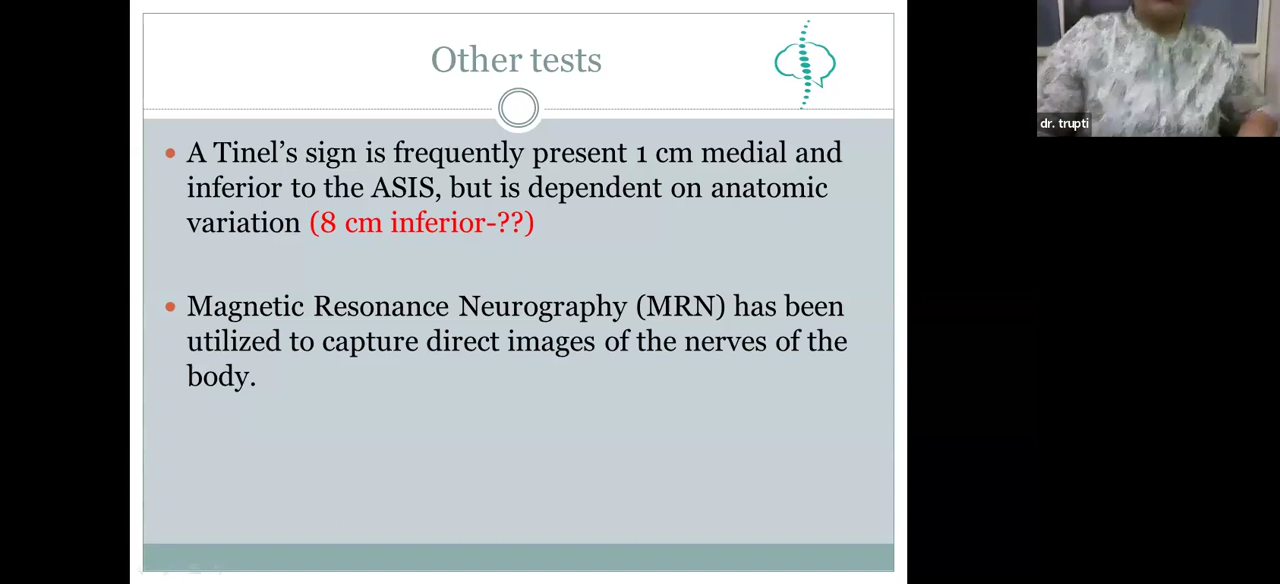 Other tests
dr. trupti
A Tinel’s sign is frequently present 1 cm medial and
inferior to the ASIS, but is dependent on anatomic
variation (8 cm inferior-??)
Magnetic Resonance Neurography (MRN) has been
utilized to capture direct images of the nerves of the
body.